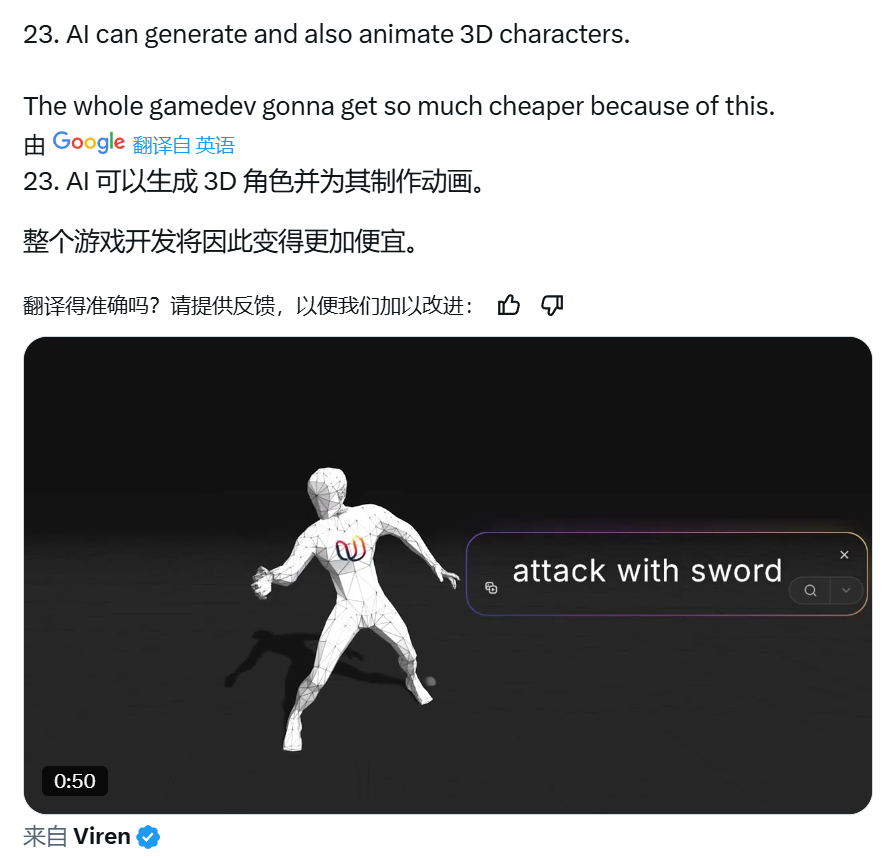 23. AI can generate and also animate 3D characters.
The whole gamedev gonna get so much cheaper because of this.
由 Google 翻译自 英语
23. AI 可以生成 3D 角色并为其制作动画。
整个游戏开发将因此变得更加便宜。
翻译得准确吗？请提供反馈，以便我们加以改进：
attack with sword
0:50
来自 Viren